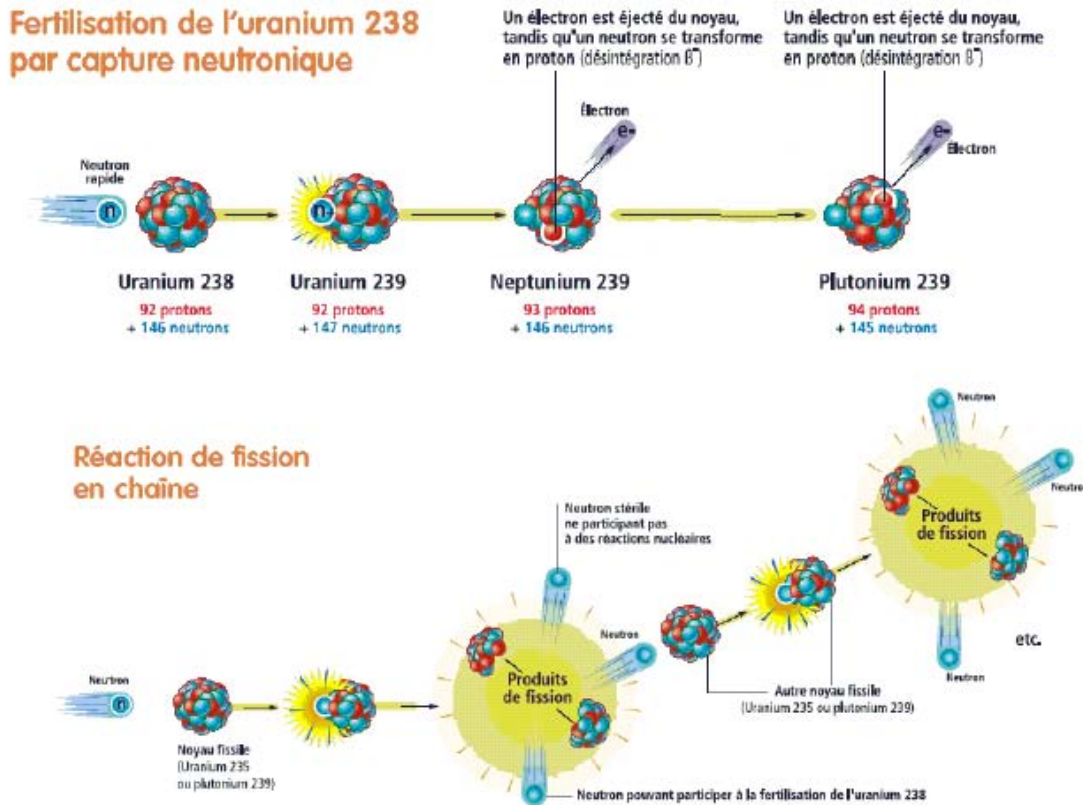 Fertilisation de l'uranium 238
par capture neutronique
Un électron est éjecté du noyau,
tandis qu'un neutron se transforme
en proton (désintégration β⁻)
Un électron est éjecté du noyau,
tandis qu'un neutron se transforme
en proton (désintégration β⁻)
Électron
e-
e-
Électron
Neutron
rapide
n
n
Uranium 238
92 protons
+ 146 neutrons
Uranium 239
92 protons
+ 147 neutrons
Neptunium 239
93 protons
+ 146 neutrons
Plutonium 239
94 protons
+ 145 neutrons
Réaction de fission
en chaîne
Neutron
n
Noyau fissile
(Uranium 235
ou plutonium 239)
Neutron stérile
ne participant pas
à des réactions nucléaires
Neutron
Produits
de fission
Neutron pouvant participer à la fertilisation de l'uranium 238
Autre noyau fissile
(Uranium 235 ou plutonium 239)
Neutron
Neutron
Produits
de fission
Neutron
etc.